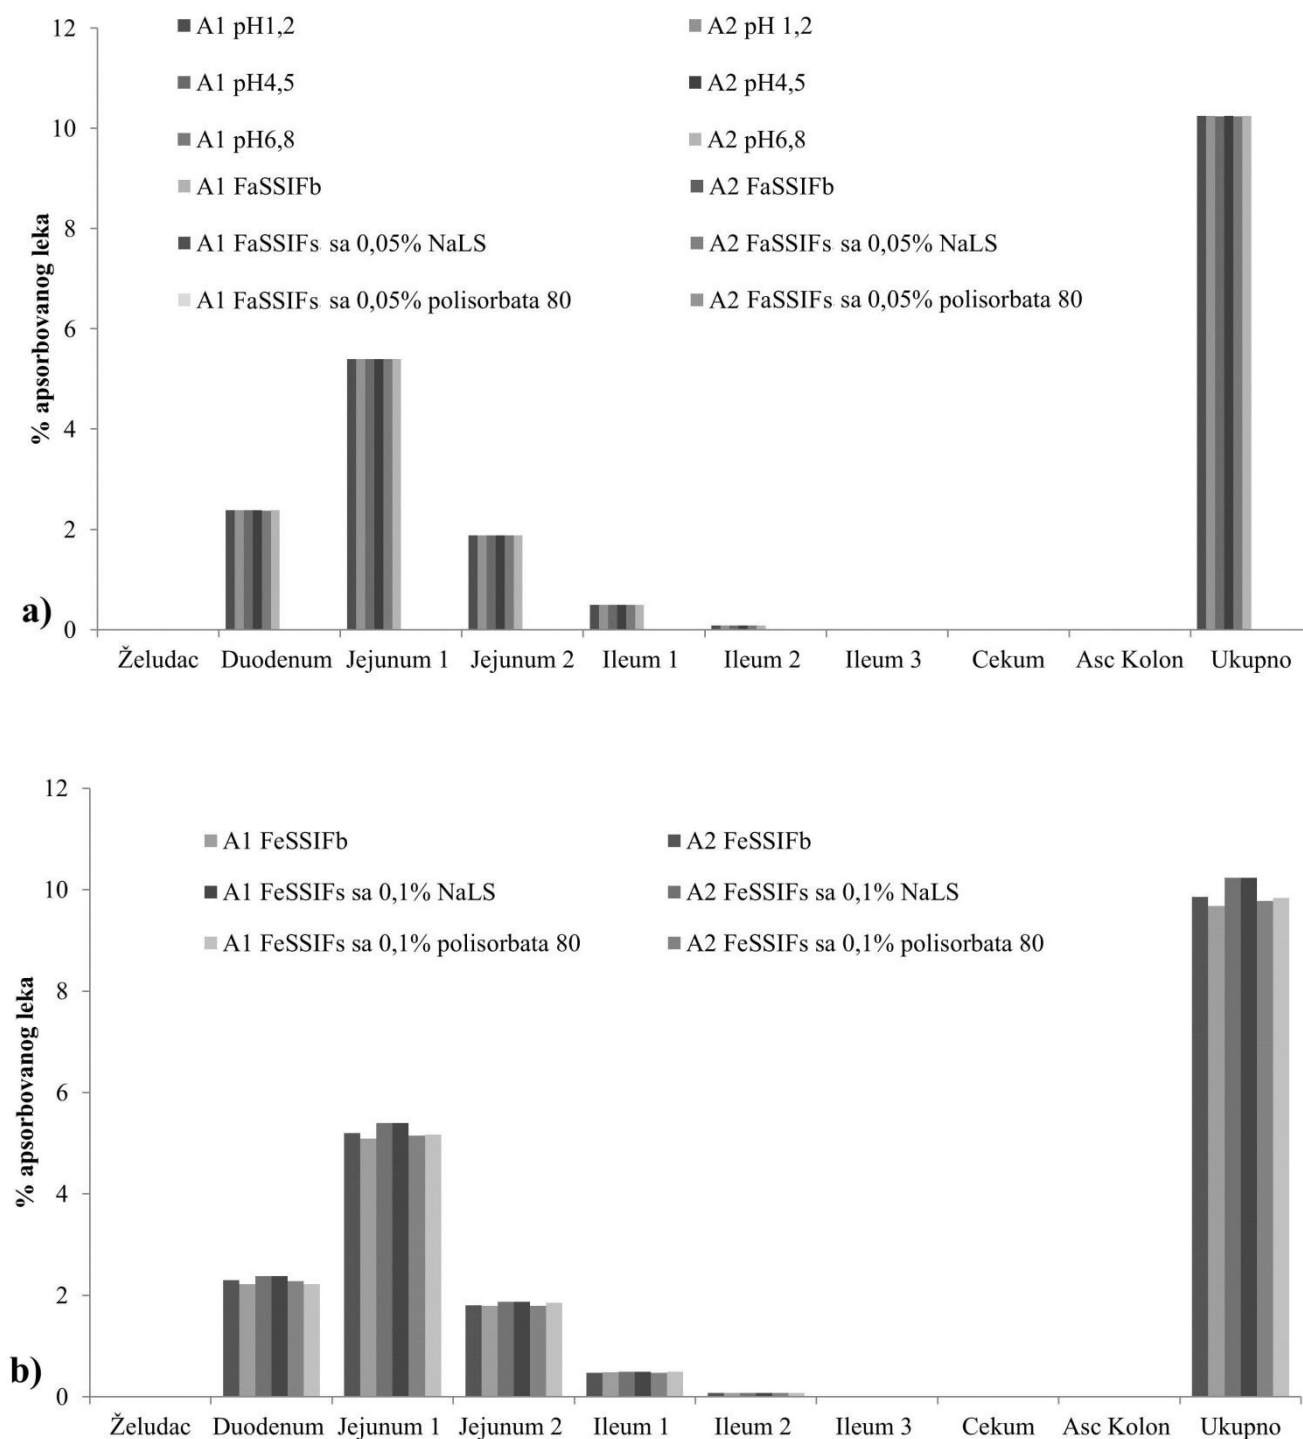 12
A1 pH1,2
A2 pH 1,2
A1 pH4,5
A2 pH4,5
10
A1 pH6,8
A2 pH6,8
A1 FaSSIFb
A2 FaSSIFb
8
A1 FaSSIFs sa 0,05% NaLS
A2 FaSSIFs sa 0,05% NaLS
A1 FaSSIFs sa 0,05% polisorbata 80
A2 FaSSIFs sa 0,05% polisorbata 80
6
% apsorbovanog leka
4
2
a)
0
Želudac Duodenum Jejunum 1 Jejunum 2 Ileum 1 Ileum 2 Ileum 3 Cekum Asc Kolon Ukupno
12
A1 FeSSIFb
A2 FeSSIFb
10
A1 FeSSIFs sa 0,1% NaLS
A2 FeSSIFs sa 0,1% NaLS
A1 FeSSIFs sa 0,1% polisorbata 80
A2 FeSSIFs sa 0,1% polisorbata 80
8
% apsorbovanog leka
6
4
2
b)
0
Želudac Duodenum Jejunum 1 Jejunum 2 Ileum 1 Ileum 2 Ileum 3 Cekum Asc Kolon Ukupno